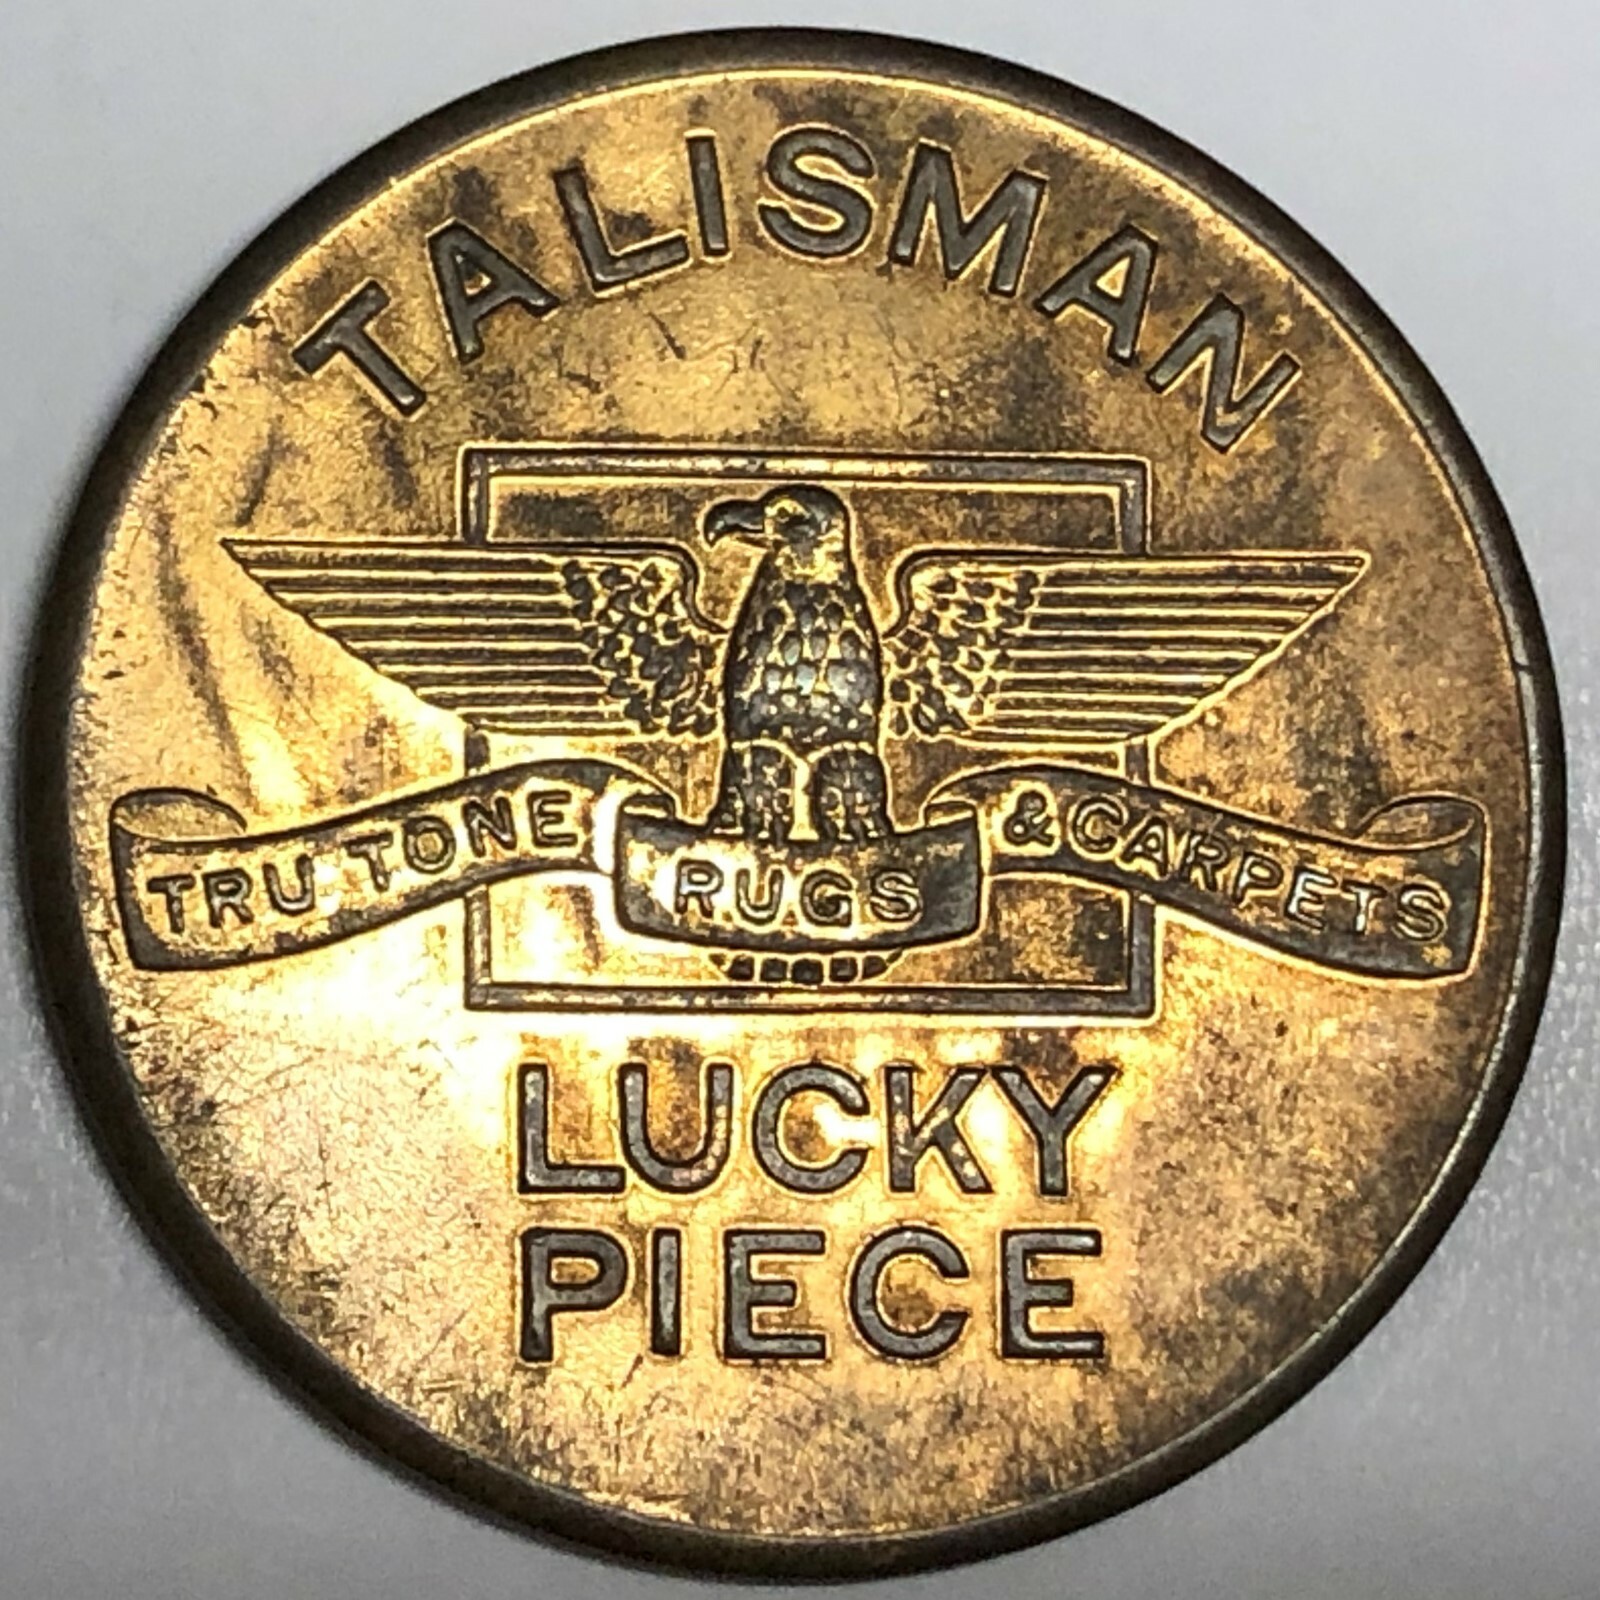 TALISMAN
TRU TONE RUGS & CARPETS
LUCKY
PIECE